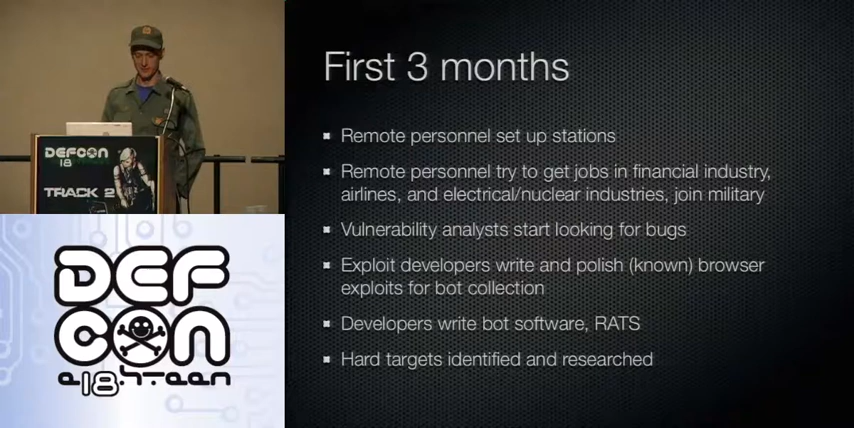 First 3 months
Remote personnel set up stations
Remote personnel try to get jobs in financial industry,
airlines, and electrical/nuclear industries, join military
Vulnerability analysts start looking for bugs
Exploit developers write and polish (known) browser
exploits for bot collection
Developers write bot software, RATS
Hard targets identified and researched
DEFCON
18
TRACK 2
DEF
CON
e18hteen